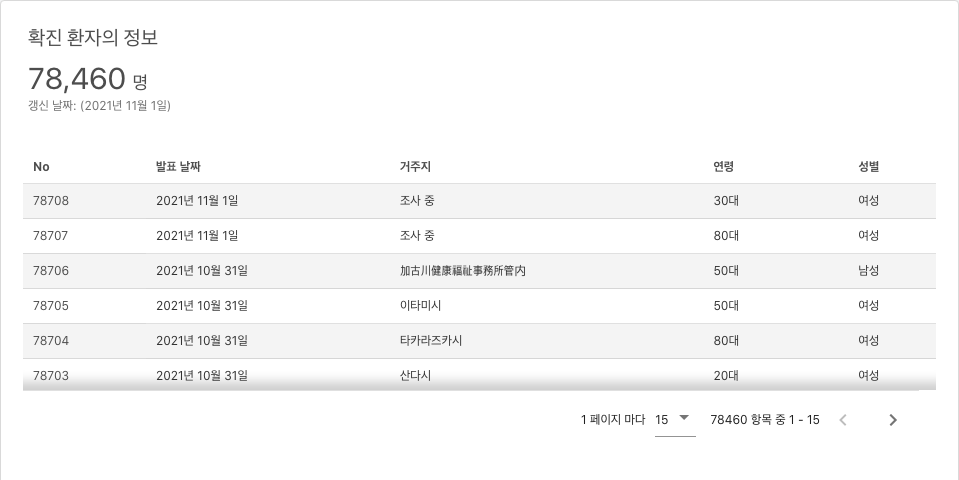 확진 환자의 정보
78,460 명
갱신 날짜: (2021년 11월 1일)
No 발표 날짜 거주지 연령 성별
78708 2021년 11월 1일 조사 중 30대 여성
78707 2021년 11월 1일 조사 중 80대 여성
78706 2021년 10월 31일 加古川健康福祉事務所管内 50대 남성
78705 2021년 10월 31일 이타미시 50대 여성
78704 2021년 10월 31일 타카라즈카시 80대 여성
78703 2021년 10월 31일 산다시 20대 여성
1 페이지 마다 15 78460 항목 중 1 - 15